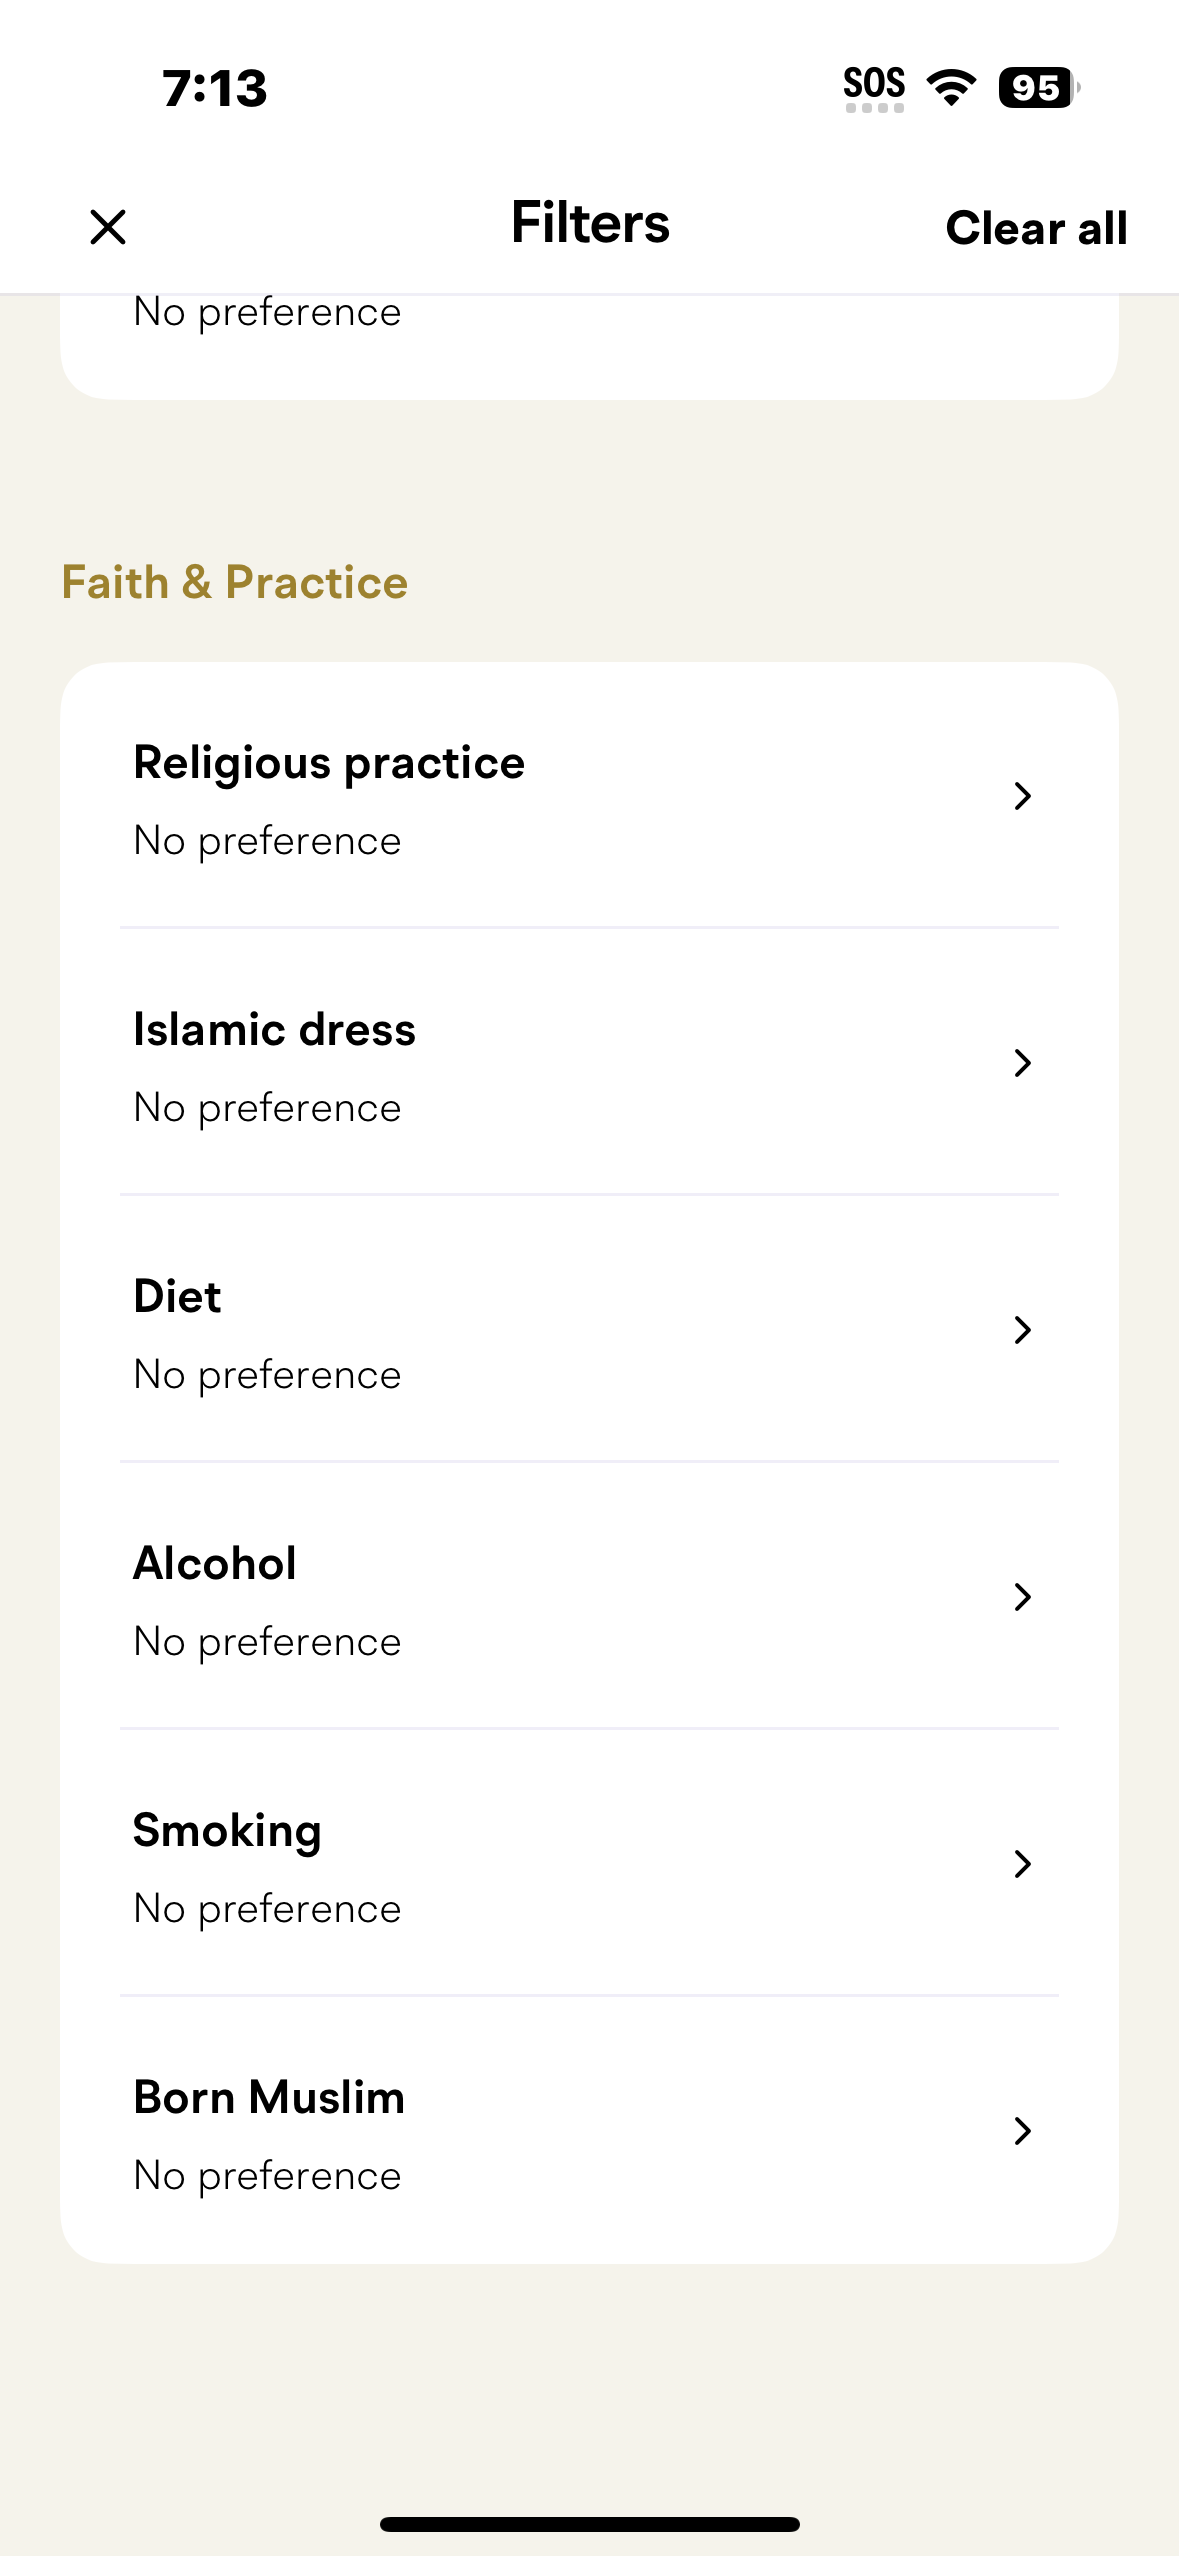 7:13
SOS
95
Filters
Clear all
No preference
Faith & Practice
Religious practice
No preference
Islamic dress
No preference
Diet
No preference
Alcohol
No preference
Smoking
No preference
Born Muslim
No preference